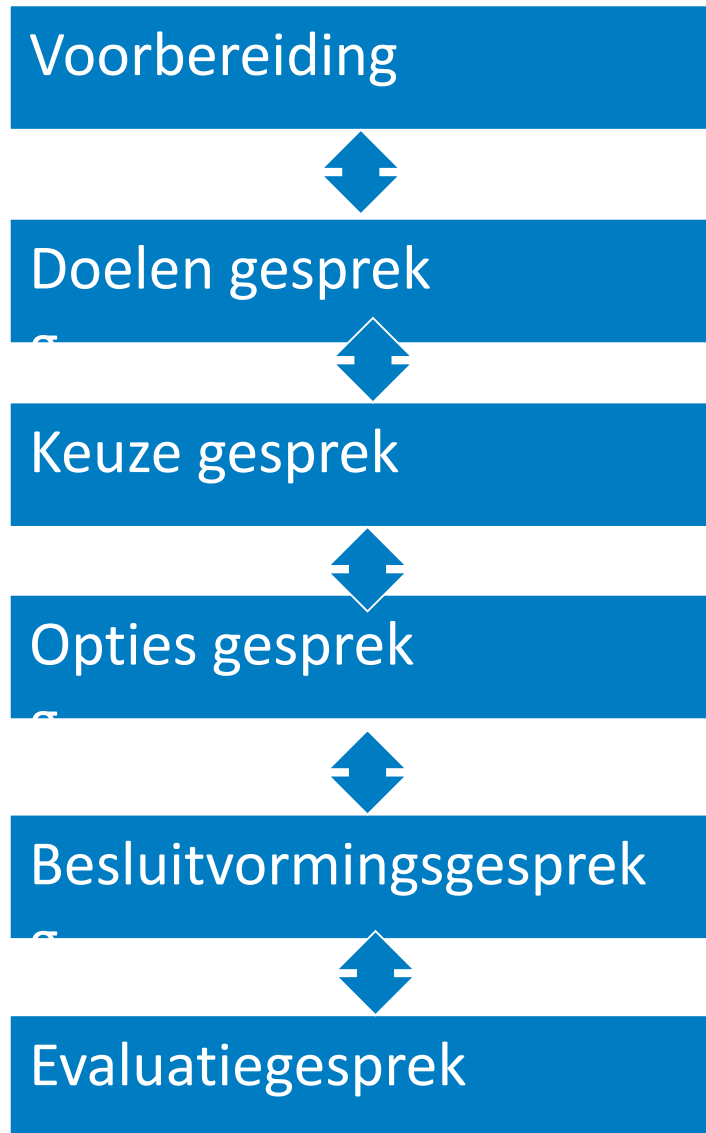 Voorbereiding
Doelen gesprek
Keuze gesprek
Opties gesprek
Besluitvormingsgesprek
Evaluatiegesprek